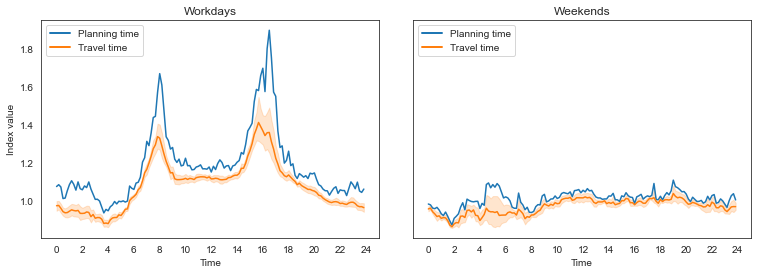 Workdays
Planning time
Travel time
Index value
1.8
1.6
1.4
1.2
1.0
0 2 4 6 8 10 12 14 16 18 20 22 24
Time
Weekends
Planning time
Travel time
0 2 4 6 8 10 12 14 16 18 20 22 24
Time